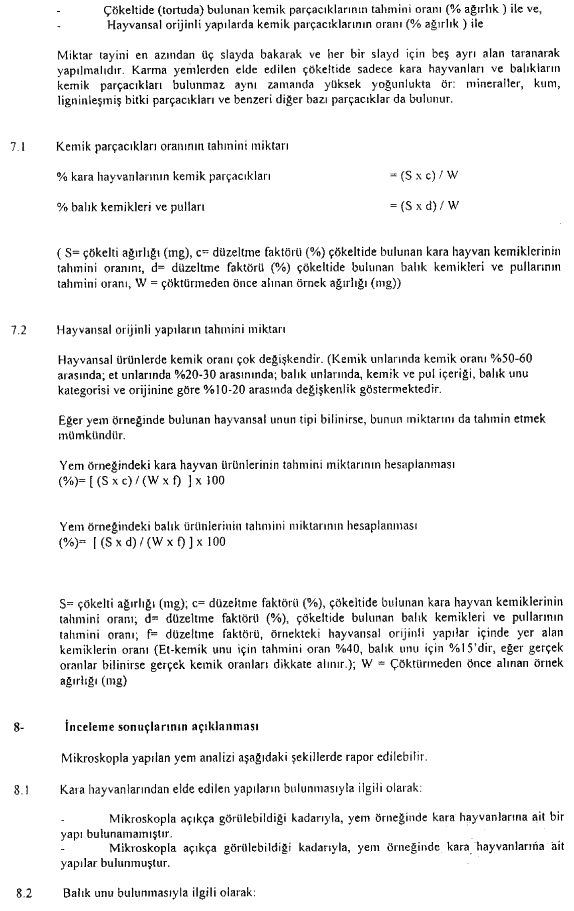 - Çökeltide (tortuda) bulunan kemik parçacıklarının tahmini oranı (% ağırlık ) ile ve,
- Hayvansal orijinli yapılarda kemik parçacıklarının oranı (% ağırlık ) ile
Miktar tayini en azından üç slayda bakarak ve her bir slayd için beş ayrı alan taranarak
yapılmalıdır. Karma yemlerden elde edilen çökeltide sadece kara hayvanları ve balıkların
kemik parçacıkları bulunmaz aynı zamanda yüksek yoğunlukta ör: mineraller, kum,
ligninleşmiş bitki parçacıkları ve benzeri diğer bazı parçacıklar da bulunur.
7.1 Kemik parçacıkları oranının tahmini miktarı
% kara hayvanlarının kemik parçacıkları = (S x c) / W
% balık kemikleri ve pulları = (S x d) / W
( S= çökelti ağırlığı (mg), c= düzeltme faktörü (%) çökeltide bulunan kara hayvan kemiklerinin
tahmini oranını, d= düzeltme faktörü (%) çökeltide bulunan balık kemikleri ve pullarının
tahmini oranı, W = çöktürmeden önce alınan örnek ağırlığı (mg))
7.2 Hayvansal orijinli yapıların tahmini miktarı
Hayvansal ürünlerde kemik oranı çok değişkendir. (Kemik unlarında kemik oranı %50-60
arasında; et unlarında %20-30 arasınında; balık unlarında, kemik ve pul içeriği, balık unu
kategorisi ve orijinine göre %10-20 arasında değişkenlik göstermektedir.
Eğer yem örneğinde bulunan hayvansal unun tipi bilinirse, bunun miktarını da tahmin etmek
mümkündür.
Yem örneğindeki kara hayvan ürünlerinin tahmini miktarının hesaplanması
(%)= [ (S x c) / (W x f) ] x 100
Yem örneğindeki balık ürünlerinin tahmini miktarının hesaplanması
(%)= [ (S x d) / (W x f) ] x 100
S= çökelti ağırlığı (mg); c= düzeltme faktörü (%), çökeltide bulunan kara hayvan kemiklerinin
tahmini oranı; d= düzeltme faktörü (%), çökeltide bulunan balık kemikleri ve pullarının
tahmini oranı; f= düzeltme faktörü, örnekteki hayvansal orijinli yapılar içinde yer alan
kemiklerin oranı (Et-kemik unu için tahmini oran %40, balık unu için %15'dir, eğer gerçek
oranlar bilinirse gerçek kemik oranları dikkate alınır.); W = Çöktürmeden önce alınan örnek
ağırlığı (mg)
8- İnceleme sonuçlarının açıklanması
Mikroskopla yapılan yem analizi aşağıdaki şekillerde rapor edilebilir.
8.1 Kara hayvanlarından elde edilen yapıların bulunmasıyla ilgili olarak:
- Mikroskopla açıkça görülebildiği kadarıyla, yem örneğinde kara hayvanlarına ait bir
yapı bulunamamıştır.
- Mikroskopla açıkça görülebildiği kadarıyla, yem örneğinde kara hayvanlarına ait
yapılar bulunmuştur.
8.2 Balık unu bulunmasıyla ilgili olarak: